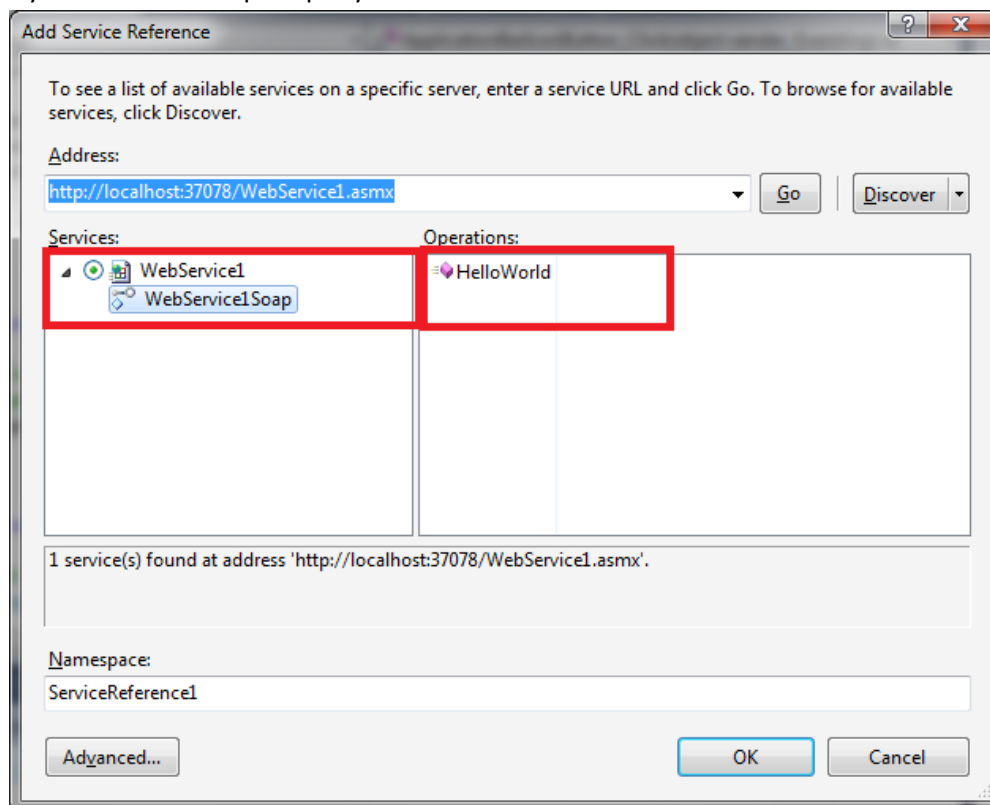 Add Service Reference
To see a list of available services on a specific server, enter a service URL and click Go. To browse for available
services, click Discover.
Address:
http://localhost:37078/WebService1.asmx
Go
Discover
Services:
Operations:
WebService1
HelloWorld
WebService1Soap
1 service(s) found at address 'http://localhost:37078/WebService1.asmx'.
Namespace:
ServiceReference1
Advanced...
OK
Cancel